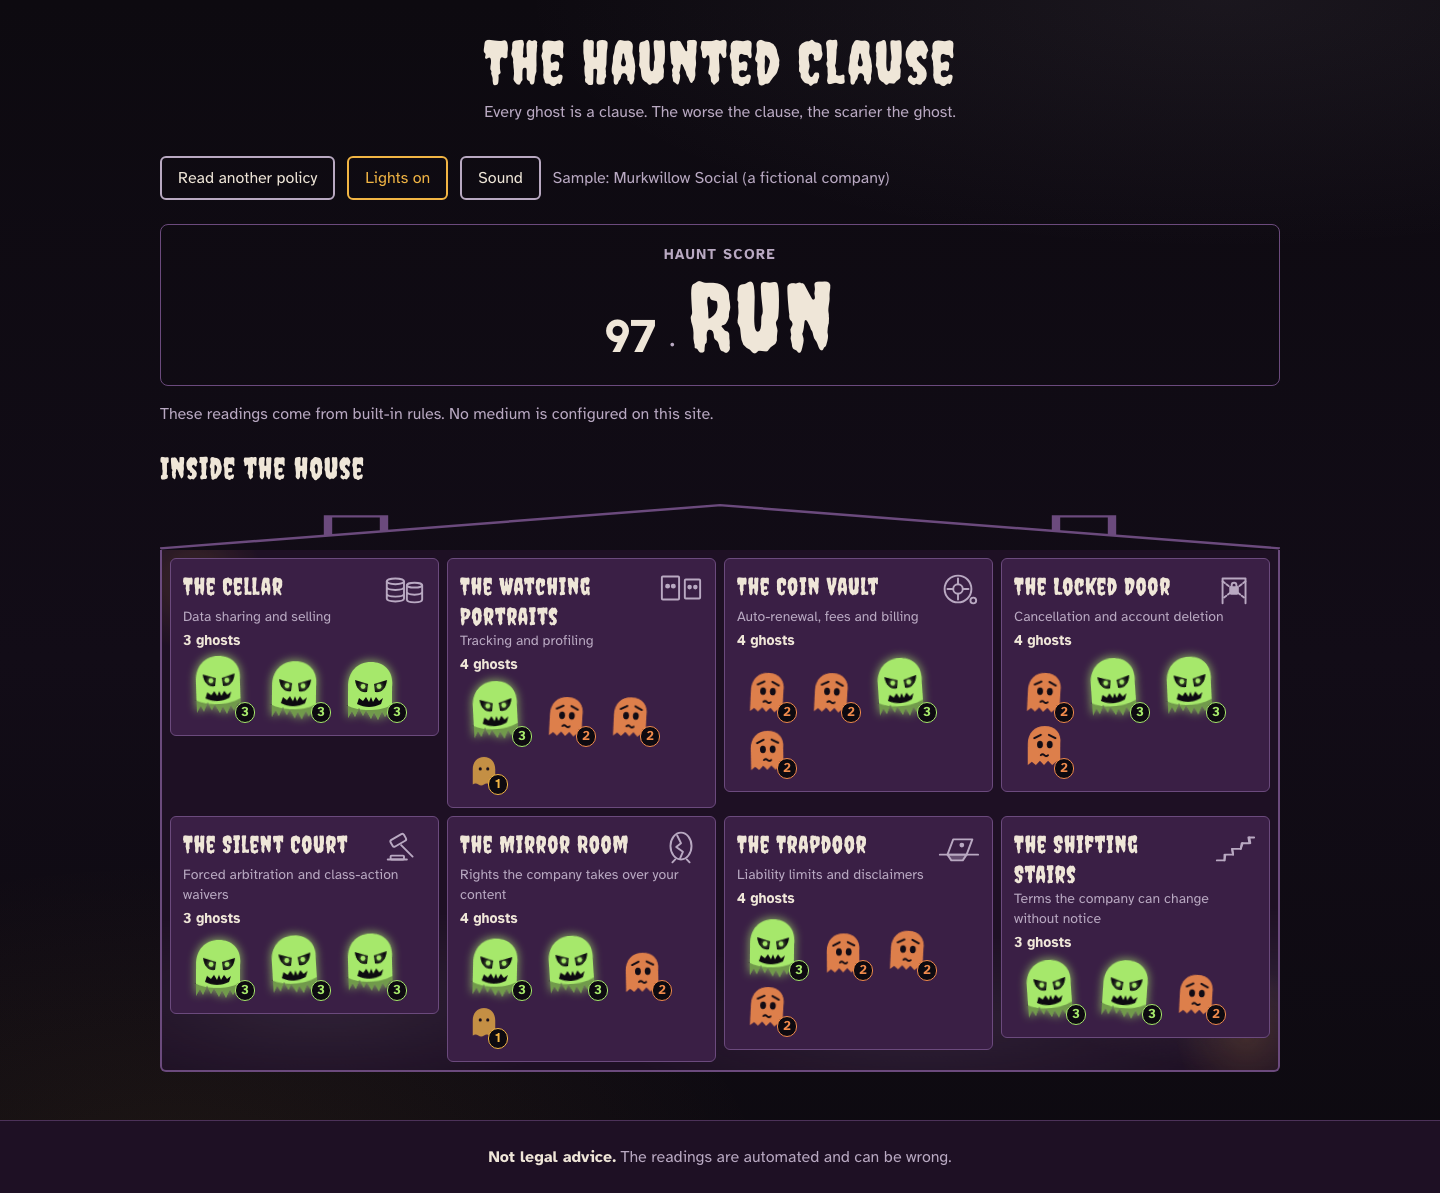 THE HAUNTED CLAUSE
Every ghost is a clause. The worse the clause, the scarier the ghost.
Read another policy
Lights on
Sound
Sample: Murkwillow Social (a fictional company)
HAUNT SCORE
97 · RUN
These readings come from built-in rules. No medium is configured on this site.
INSIDE THE HOUSE
THE CELLAR
Data sharing and selling
3 ghosts
3 3 3
THE WATCHING
PORTRAITS
Tracking and profiling
4 ghosts
3 2 2
1
THE COIN VAULT
Auto-renewal, fees and billing
4 ghosts
2 2 3
2
THE LOCKED DOOR
Cancellation and account deletion
4 ghosts
2 3 3
2
THE SILENT COURT
Forced arbitration and class-action
waivers
3 ghosts
3 3 3
THE MIRROR ROOM
Rights the company takes over your
content
4 ghosts
3 3 2
1
THE TRAPDOOR
Liability limits and disclaimers
4 ghosts
3 2 2
2
THE SHIFTING
STAIRS
Terms the company can change
without notice
3 ghosts
3 3 2
Not legal advice. The readings are automated and can be wrong.